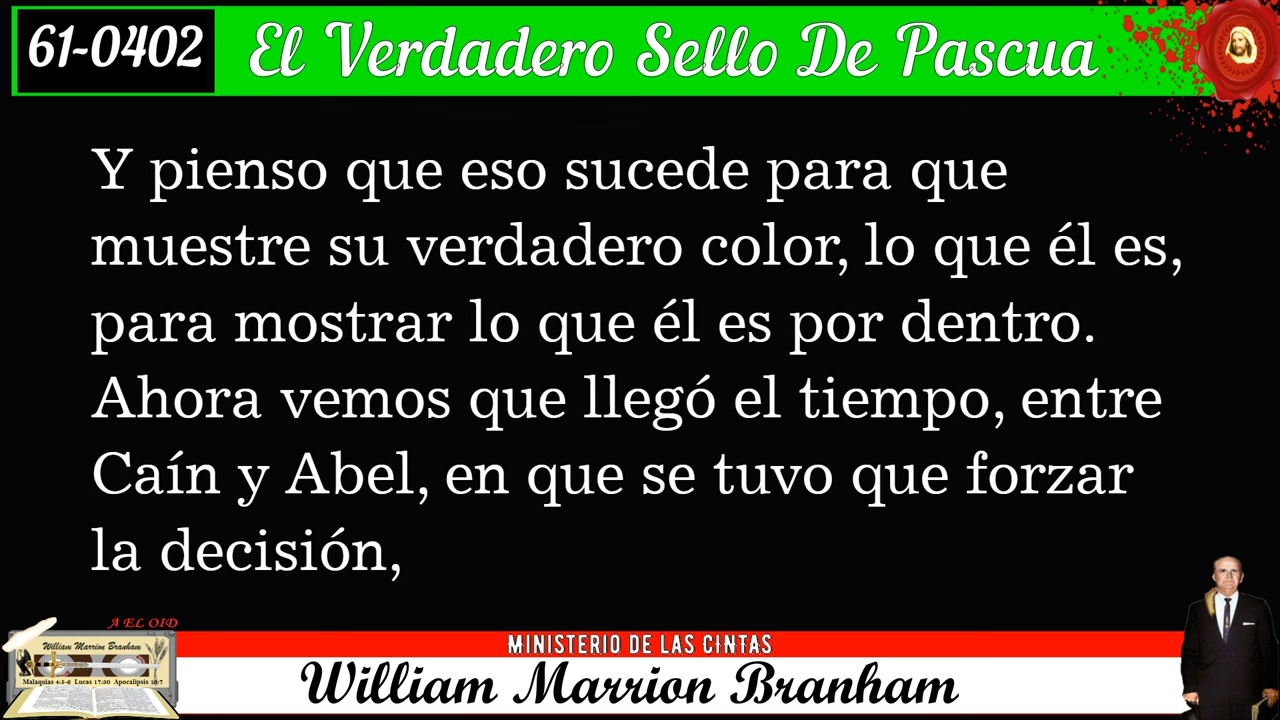 61-0402
El Verdadero Sello De Pascua
Y pienso que eso sucede para que
muestre su verdadero color, lo que él es,
para mostrar lo que él es por dentro.
Ahora vemos que llegó el tiempo, entre
Caín y Abel, en que se tuvo que forzar
la decisión,
A EL OID
William Marrion Branham
Malaquias 4:5-6 Lucas 17:30 Apocalipsis 10:7
MINISTERIO DE LAS CINTAS
William Marrion Branham